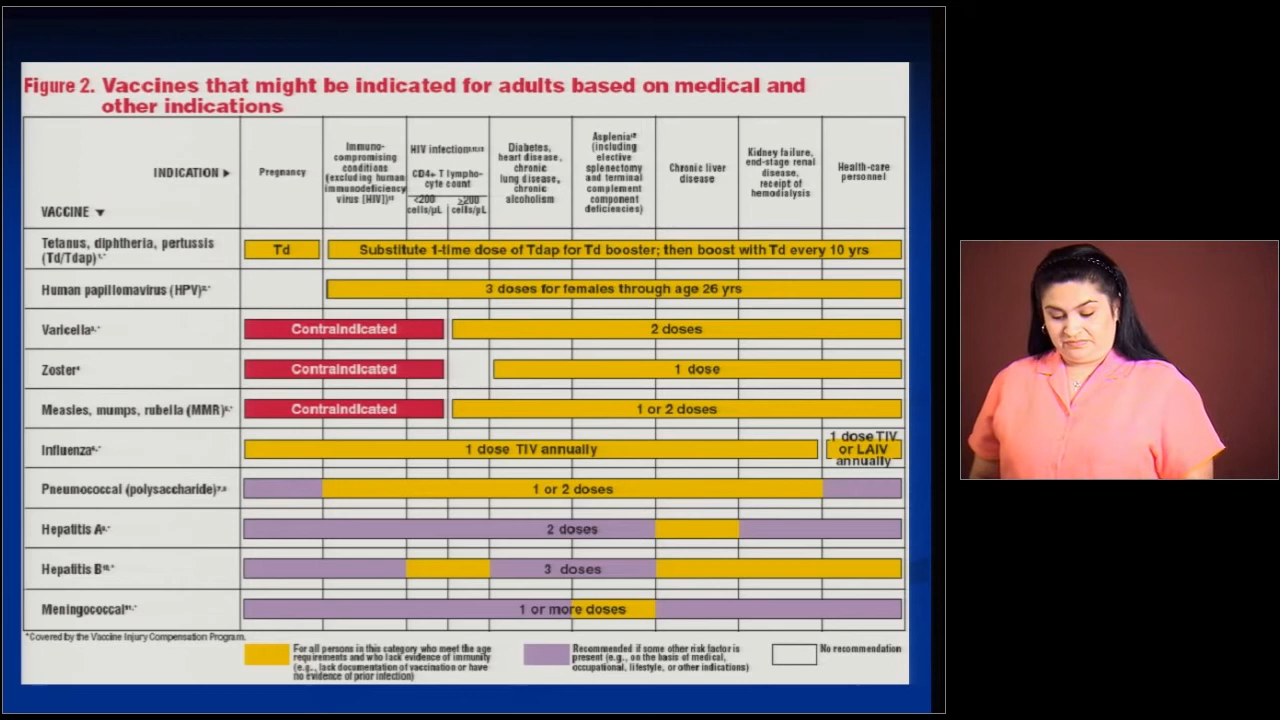 Figure 2. Vaccines that might be indicated for adults based on medical and
other indications
INDICATION ▶
VACCINE ▼
Pregnancy
Immuno-
compromising
conditions
(excluding human
immunodeficiency
virus [HIV])
HIV infection
CD4+ T lympho-
cyte count
<200
cells/µL
≥200
cells/µL
Diabetes,
heart disease,
chronic
lung disease,
chronic
alcoholism
Asplenia
(including
elective
splenectomy
and terminal
complement
component
deficiencies)
Chronic liver
disease
Kidney failure,
end-stage renal
disease,
receipt of
hemodialysis
Health-care
personnel
Tetanus, diphtheria, pertussis
(Td/Tdap)
Td
Substitute 1-time dose of Tdap for Td booster; then boost with Td every 10 yrs
Human papillomavirus (HPV)
3 doses for females through age 26 yrs
Varicella
Contraindicated
2 doses
Zoster
Contraindicated
1 dose
Measles, mumps, rubella (MMR)
Contraindicated
1 or 2 doses
Influenza
1 dose TIV annually
1 dose TIV
or LAIV
annually
Pneumococcal (polysaccharide)
1 or 2 doses
Hepatitis A
2 doses
Hepatitis B
3 doses
Meningococcal
1 or more doses
*Covered by the Vaccine Injury Compensation Program.
For all persons in this category who meet the age
requirements and who lack evidence of immunity
(e.g., lack documentation of vaccination or have
no evidence of prior infection)
Recommended if some other risk factor is
present (e.g., on the basis of medical,
occupational, lifestyle, or other indications)
No recommendation